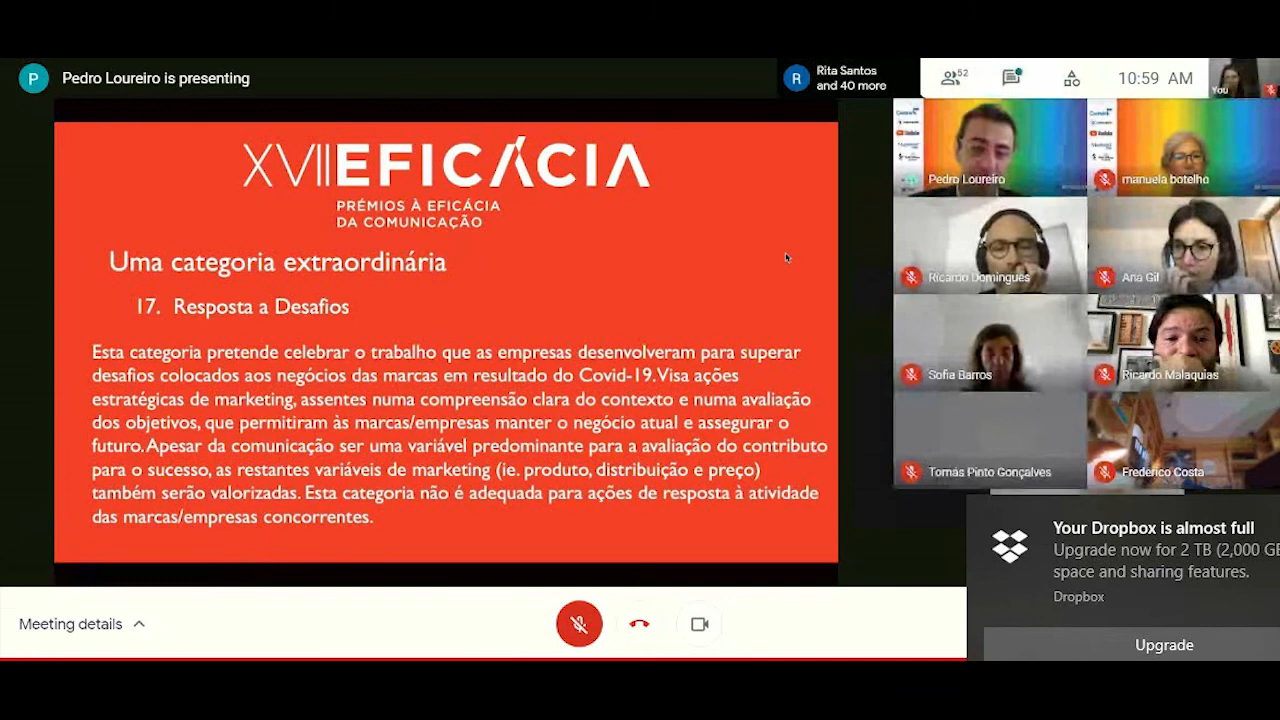 P
Pedro Loureiro is presenting
R
Rita Santos
and 40 more
52
10:59 AM
You
XVIIEFICÁCIA
PRÉMIOS À EFICÁCIA
DA COMUNICAÇÃO
Uma categoria extraordinária
17. Resposta a Desafios
Esta categoria pretende celebrar o trabalho que as empresas desenvolveram para superar
desafios colocados aos negócios das marcas em resultado do Covid-19. Visa ações
estratégicas de marketing, assentes numa compreensão clara do contexto e numa avaliação
dos objetivos, que permitiram às marcas/empresas manter o negócio atual e assegurar o
futuro. Apesar da comunicação ser uma variável predominante para a avaliação do contributo
para o sucesso, as restantes variáveis de marketing (ie. produto, distribuição e preço)
também serão valorizadas. Esta categoria não é adequada para ações de resposta à atividade
das marcas/empresas concorrentes.
Pedro Loureiro
manuela botelho
Ricardo Domingues
Ana Gil
Sofia Barros
Ricardo Malaquias
Tomás Pinto Gonçalves
Frederico Costa
Your Dropbox is almost full
Upgrade now for 2 TB (2,000 GB
space and sharing features.
Dropbox
Upgrade
Meeting details